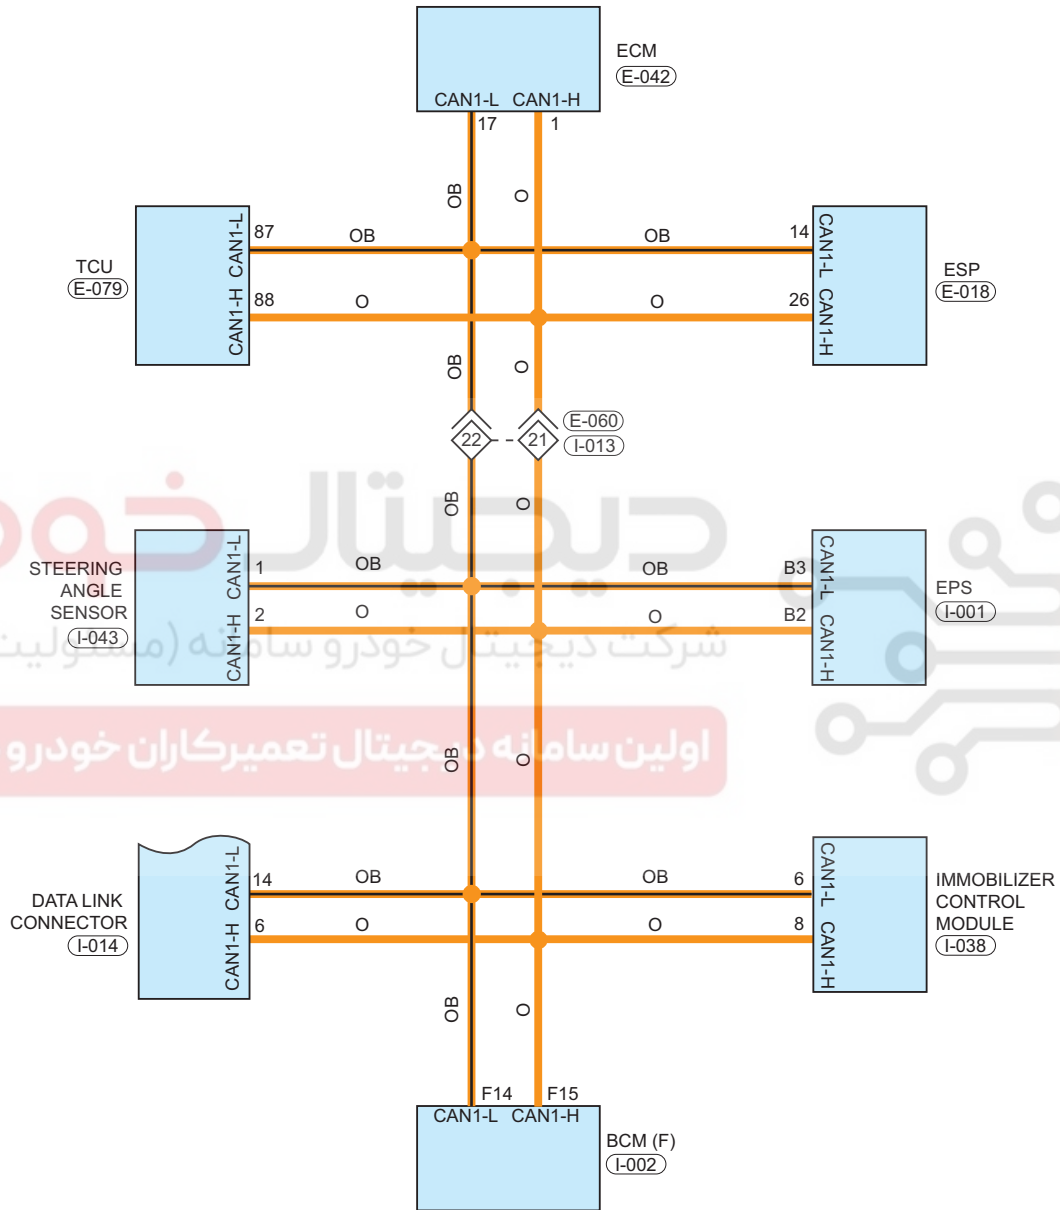 ECM
E-042
CAN1-L CAN1-H
17 1
OB O
TCU
E-079
CAN1-L
CAN1-H
87 OB OB 14
88 O O 26
CAN1-L
CAN1-H
ESP
E-018
OB O
22 21
E-060
I-013
OB O
دیجیتال خودرو
شرکت دیجیتال خودرو سامانه (مسئولیت
اولین سامانه دیجیتال تعمیرکاران خودرو
STEERING
ANGLE
SENSOR
I-043
CAN1-L
CAN1-H
1 OB OB B3
2 O O B2
CAN1-L
CAN1-H
EPS
I-001
OB O
DATA LINK
CONNECTOR
I-014
CAN1-L
CAN1-H
14 OB OB 6
6 O O 8
CAN1-L
CAN1-H
IMMOBILIZER
CONTROL
MODULE
I-038
OB O
F14 F15
CAN1-L CAN1-H
BCM (F)
I-002